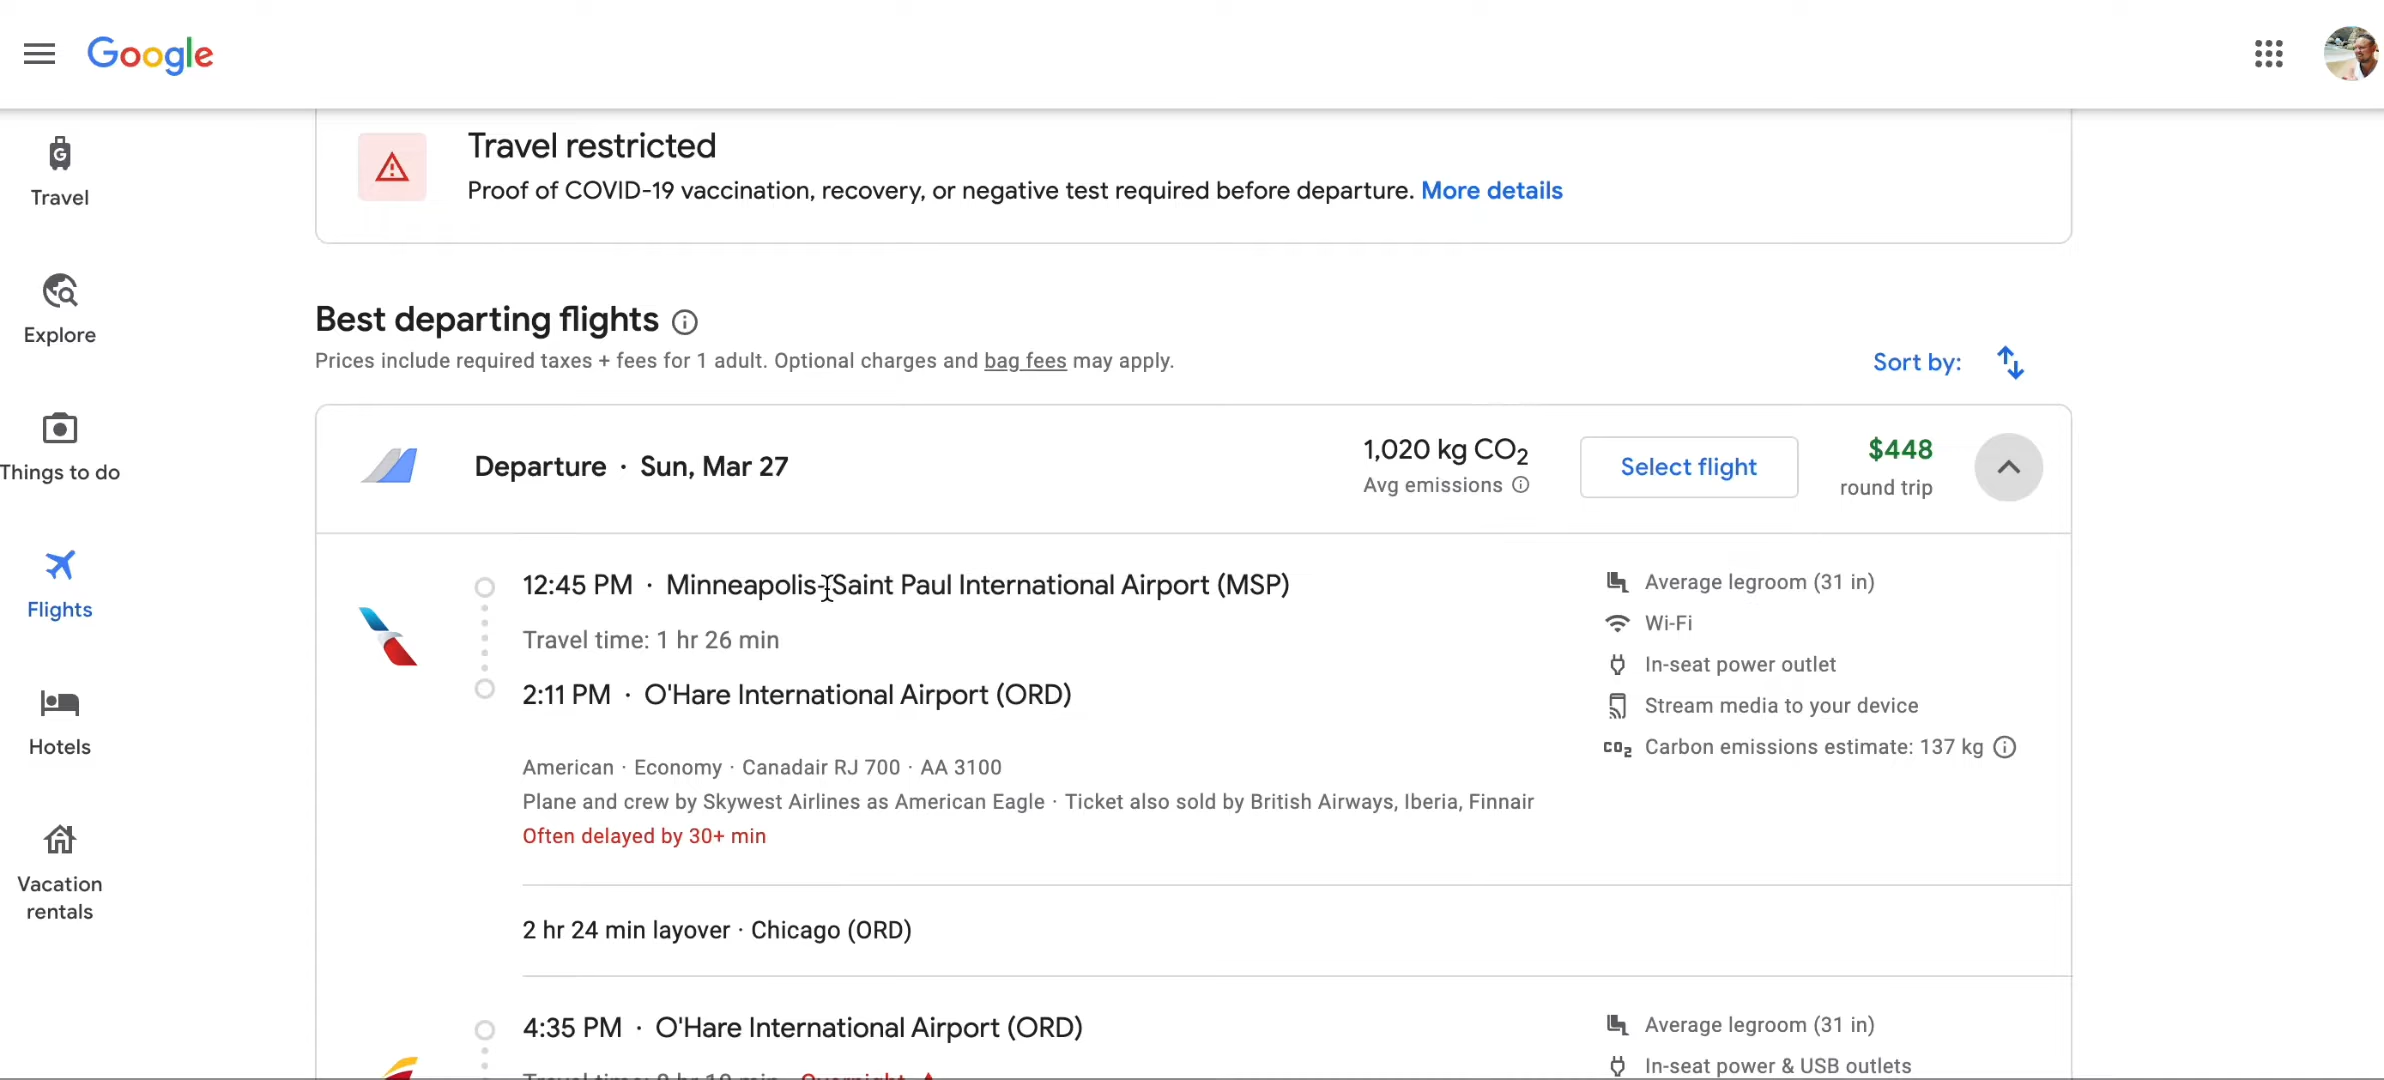 Google
Travel restricted
Proof of COVID-19 vaccination, recovery, or negative test required before departure. More details
Travel
Explore
Things to do
Flights
Hotels
Vacation
rentals
Best departing flights
Prices include required taxes + fees for 1 adult. Optional charges and bag fees may apply.
Sort by:
Departure · Sun, Mar 27
1,020 kg CO2
Avg emissions
Select flight
$448
round trip
12:45 PM · Minneapolis-Saint Paul International Airport (MSP)
Travel time: 1 hr 26 min
2:11 PM · O'Hare International Airport (ORD)
American · Economy · Canadair RJ 700 · AA 3100
Plane and crew by Skywest Airlines as American Eagle · Ticket also sold by British Airways, Iberia, Finnair
Often delayed by 30+ min
Average legroom (31 in)
Wi-Fi
In-seat power outlet
Stream media to your device
CO2 Carbon emissions estimate: 137 kg
2 hr 24 min layover · Chicago (ORD)
4:35 PM · O'Hare International Airport (ORD)
Average legroom (31 in)
In-seat power & USB outlets